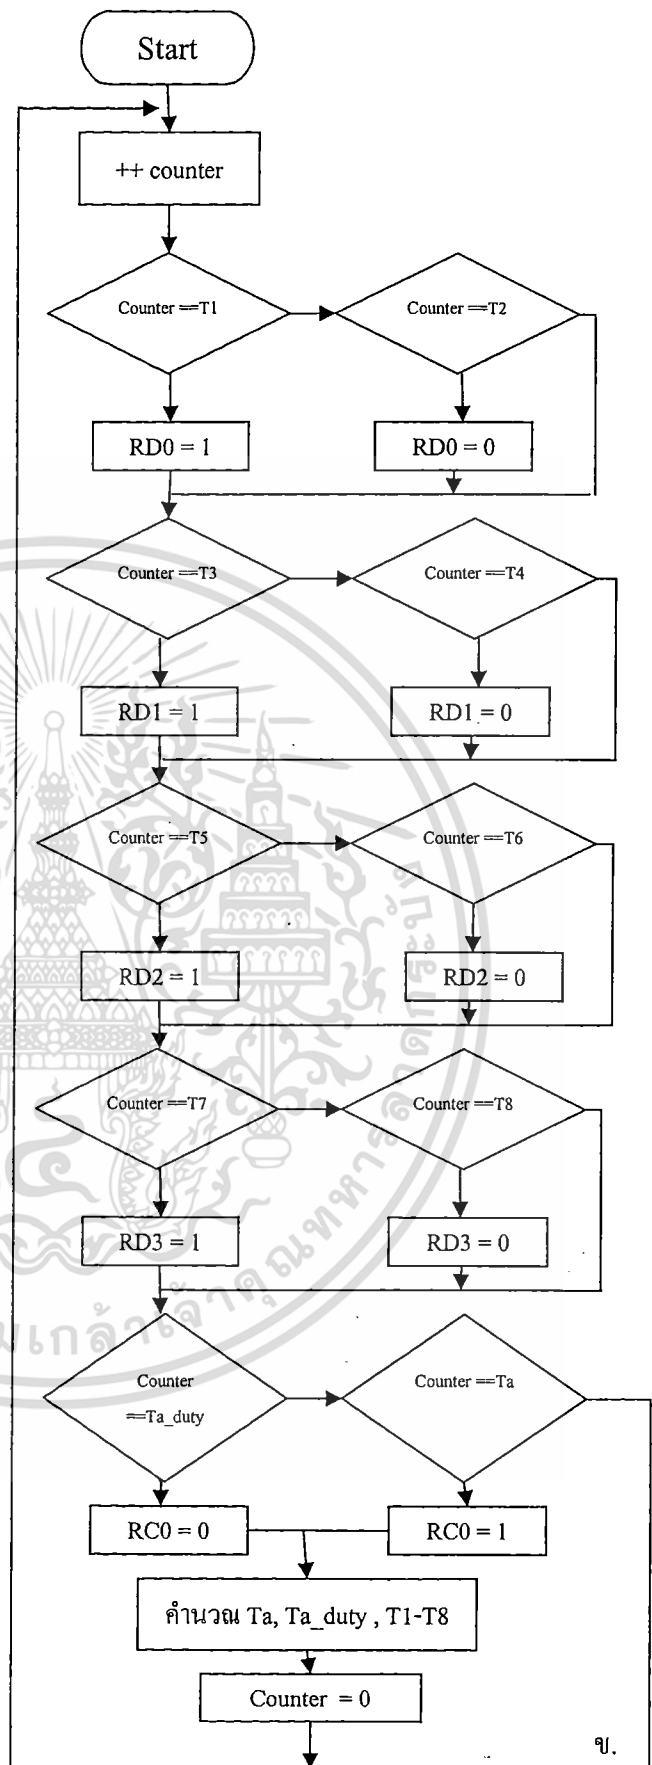 Start
++ counter
Counter ==T1
Counter ==T2
RD0 = 1
RD0 = 0
Counter ==T3
Counter ==T4
RD1 = 1
RD1 = 0
Counter ==T5
Counter ==T6
RD2 = 1
RD2 = 0
Counter ==T7
Counter ==T8
RD3 = 1
RD3 = 0
Counter
==Ta_duty
Counter ==Ta
RC0 = 0
RC0 = 1
คำนวณ Ta, Ta_duty , T1-T8
Counter = 0
ข.